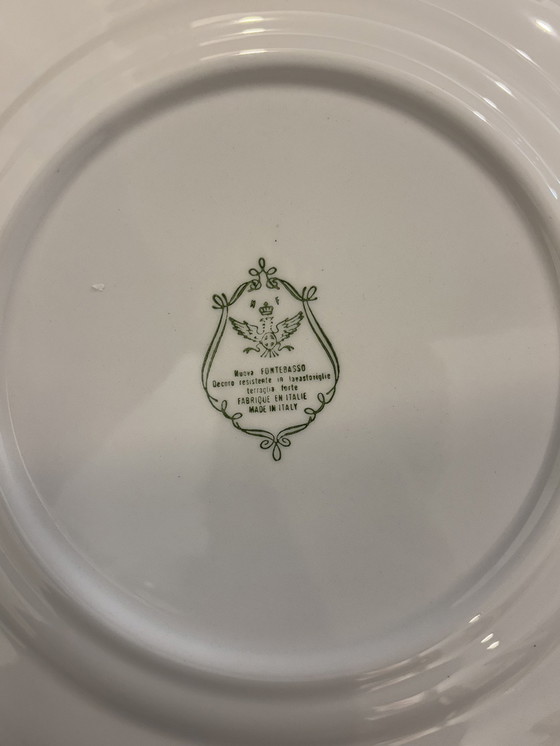 N F
Nuova FONTEBASSO
Decoro resistente in lavastoviglie
terraglia forte
FABRIQUE EN ITALIE
MADE IN ITALY